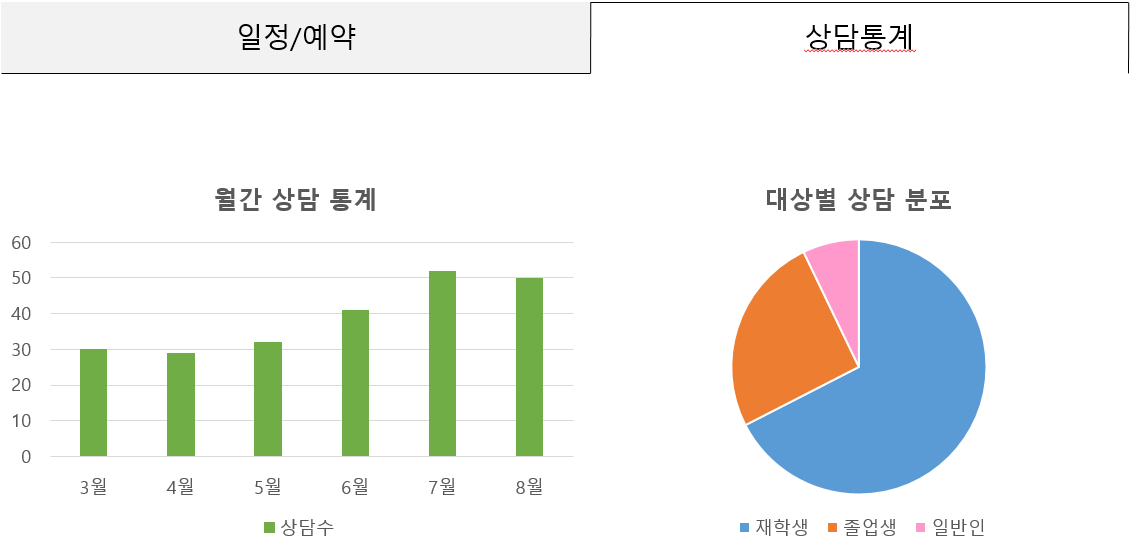 일정/예약
상담통계
월간 상담 통계
60
50
40
30
20
10
0
3월 4월 5월 6월 7월 8월
상담수
대상별 상담 분포
재학생 졸업생 일반인